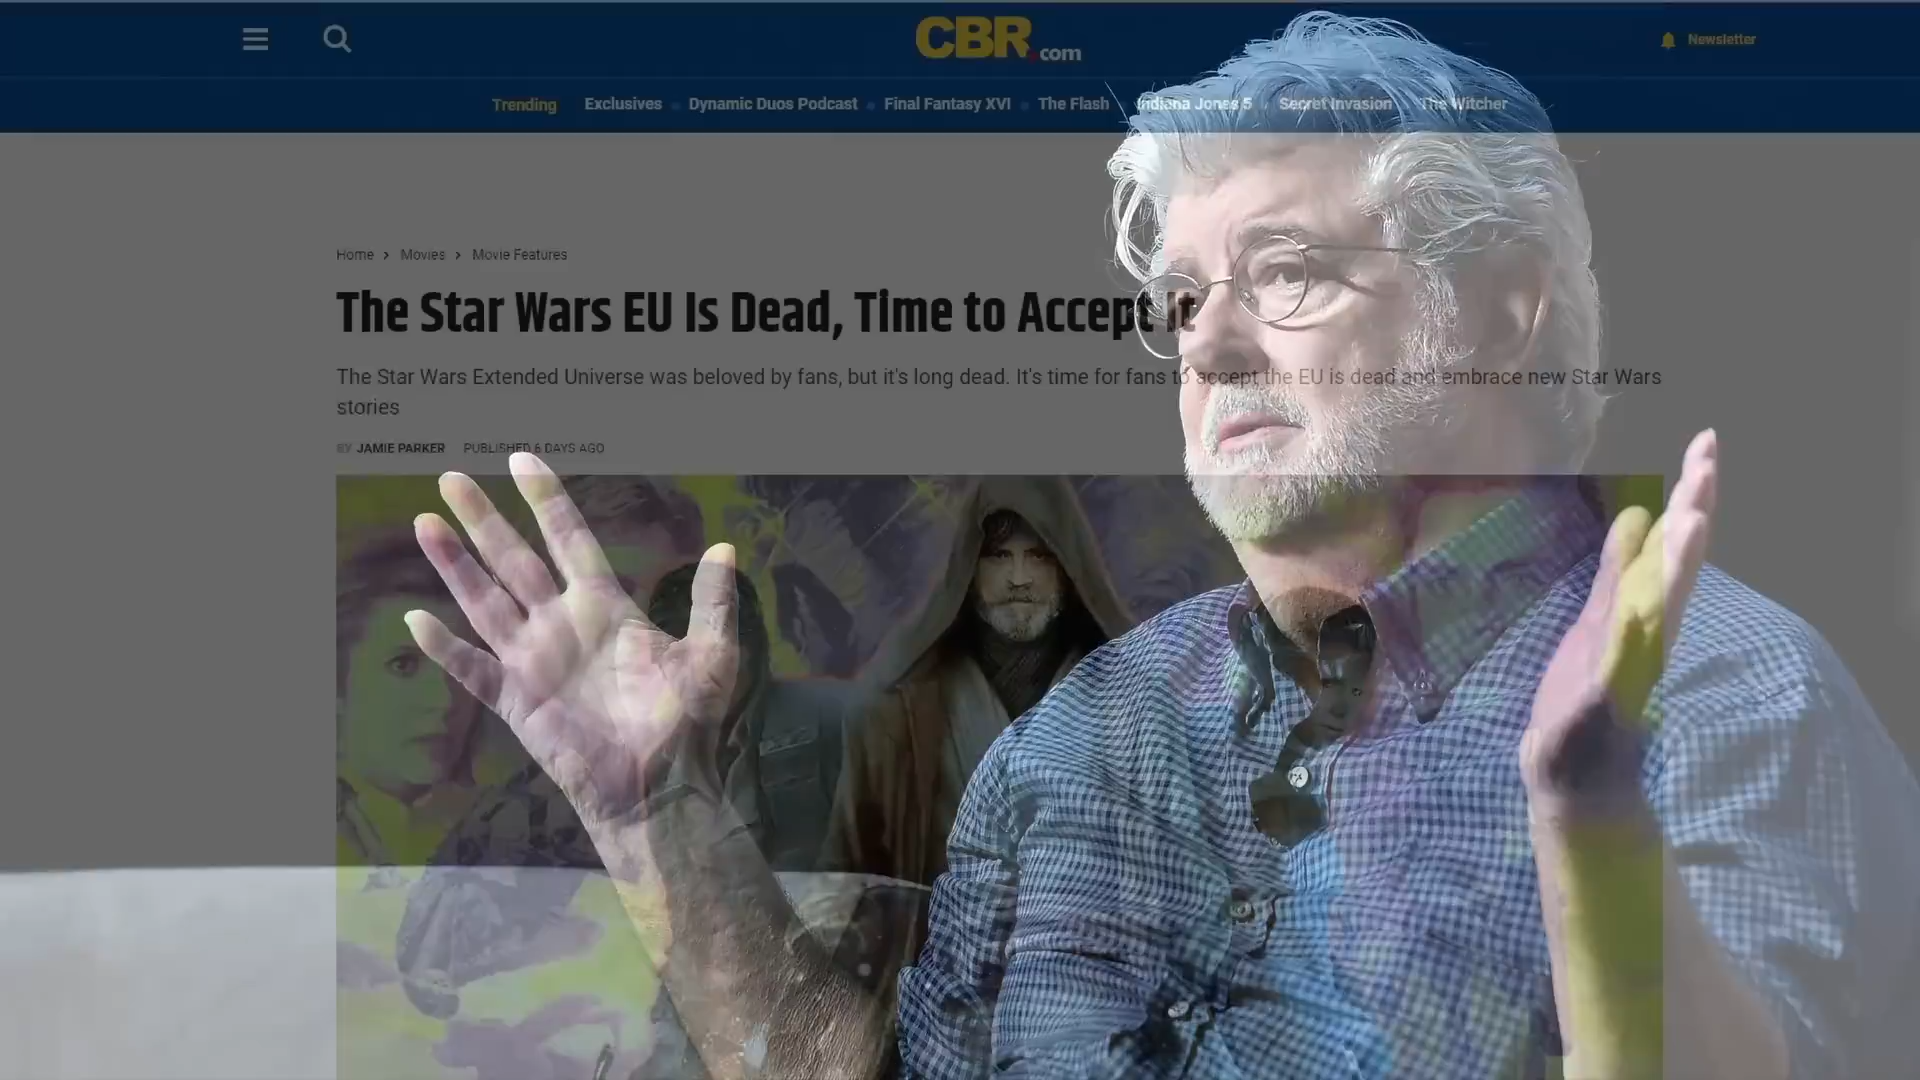 CBR.com
Newsletter
Trending Exclusives Dynamic Duos Podcast Final Fantasy XVI The Flash Indiana Jones 5 Secret Invasion The Witcher
Home > Movies > Movie Features
The Star Wars EU Is Dead, Time to Accept It
The Star Wars Extended Universe was beloved by fans, but it's long dead. It's time for fans to accept the EU is dead and embrace new Star Wars
stories
BY JAMIE PARKER PUBLISHED 6 DAYS AGO